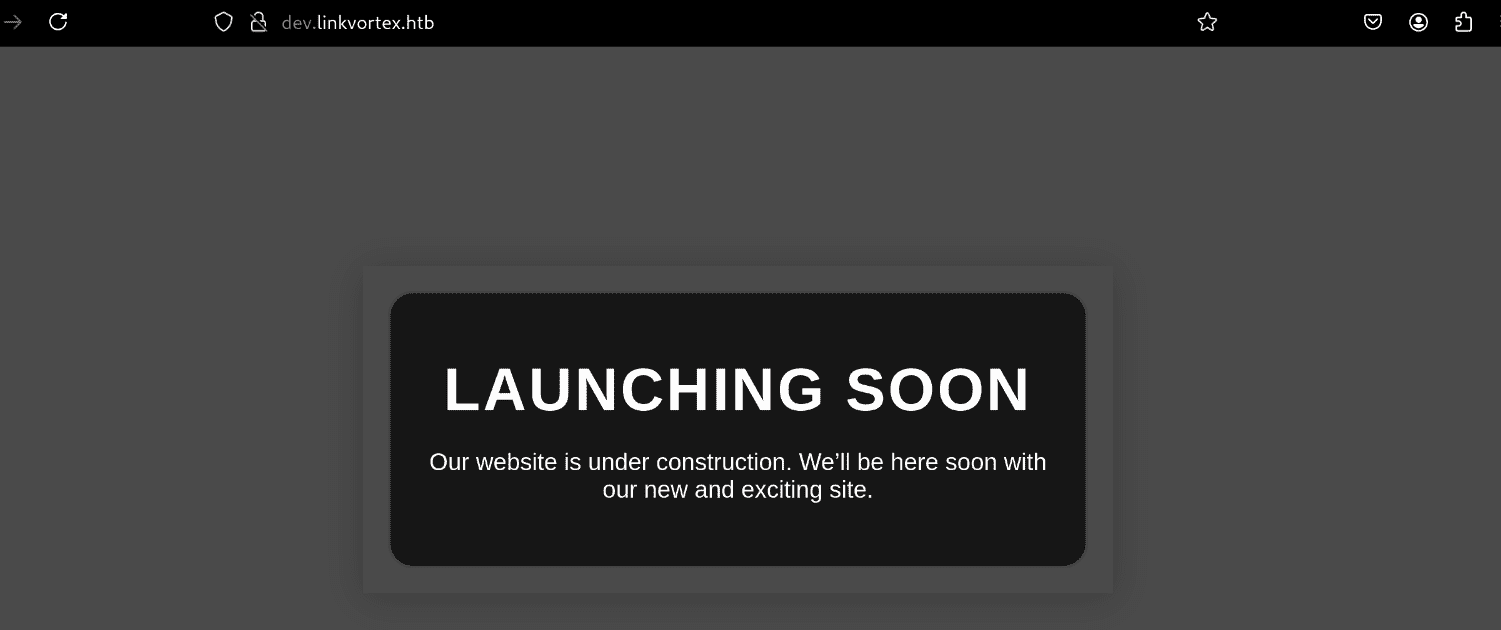 dev.linkvortex.htb
LAUNCHING SOON
Our website is under construction. We’ll be here soon with
our new and exciting site.